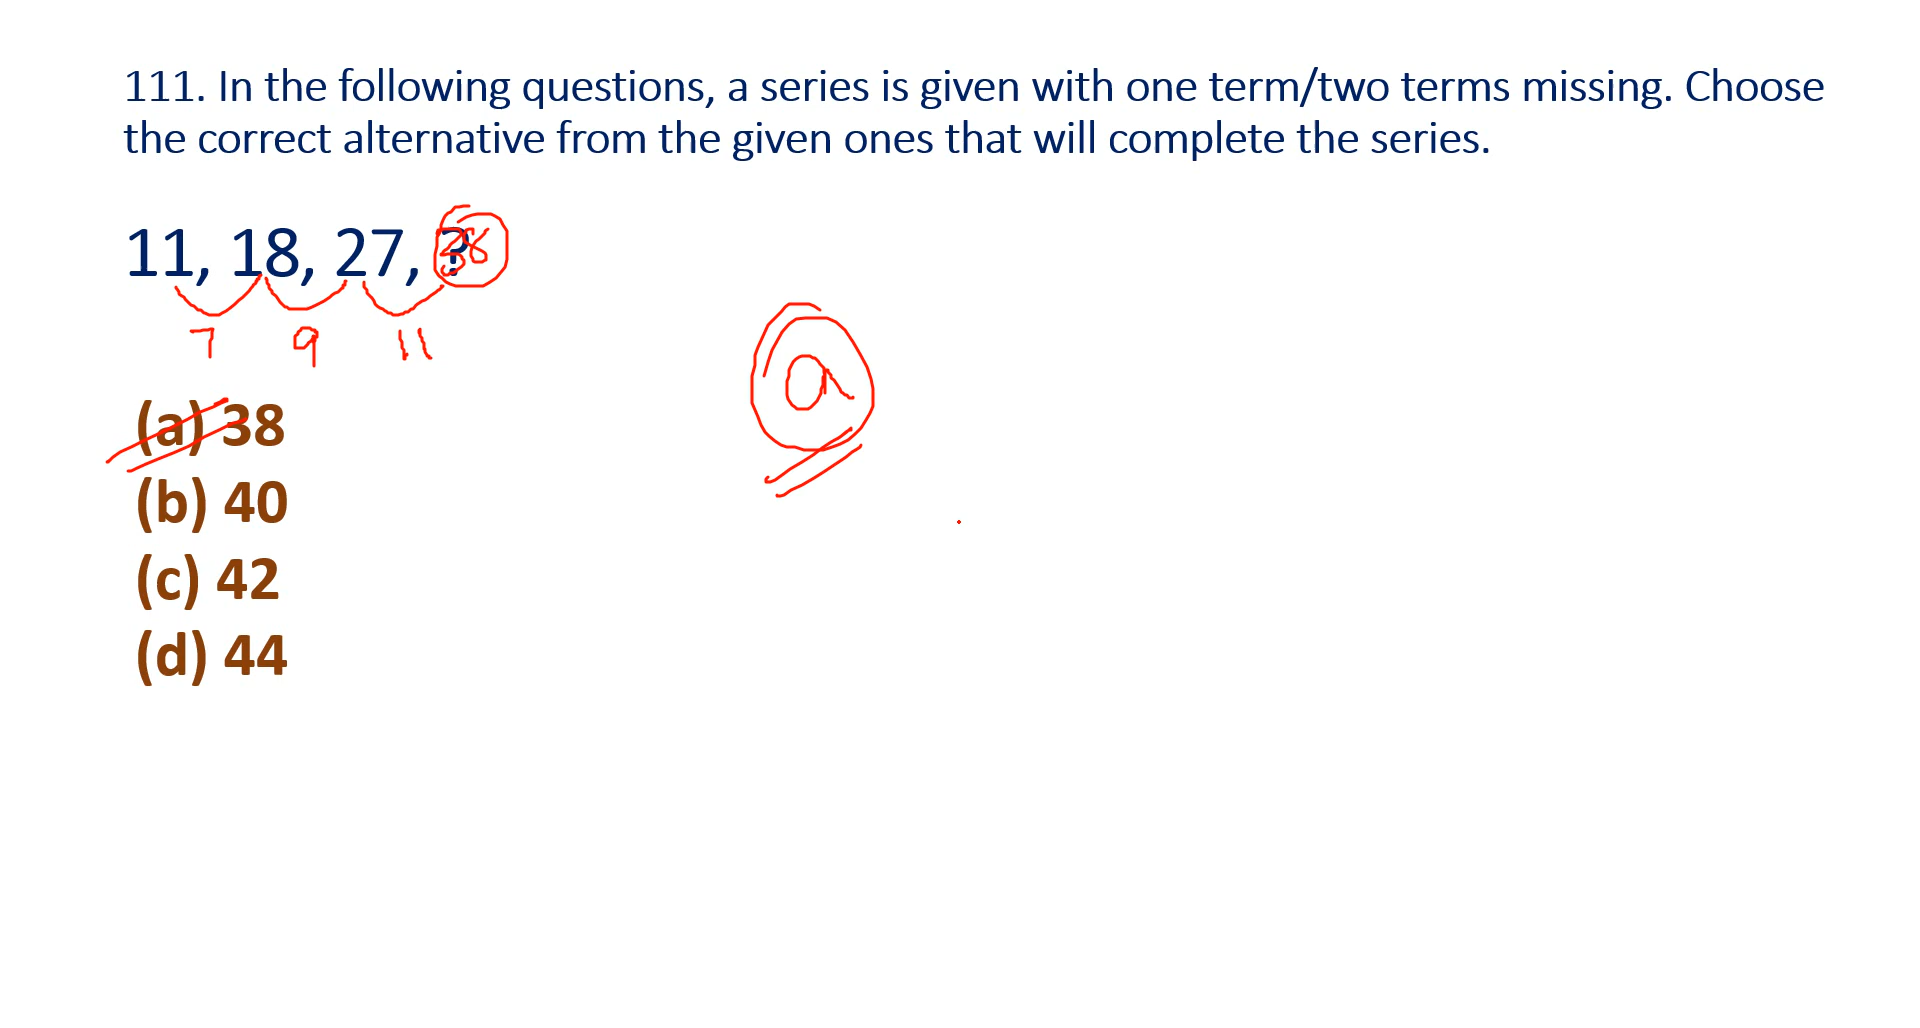 111. In the following questions, a series is given with one term/two terms missing. Choose
the correct alternative from the given ones that will complete the series.
11, 18, 27, ? 38
7 9 11
(a) 38
a
(b) 40
(c) 42
(d) 44